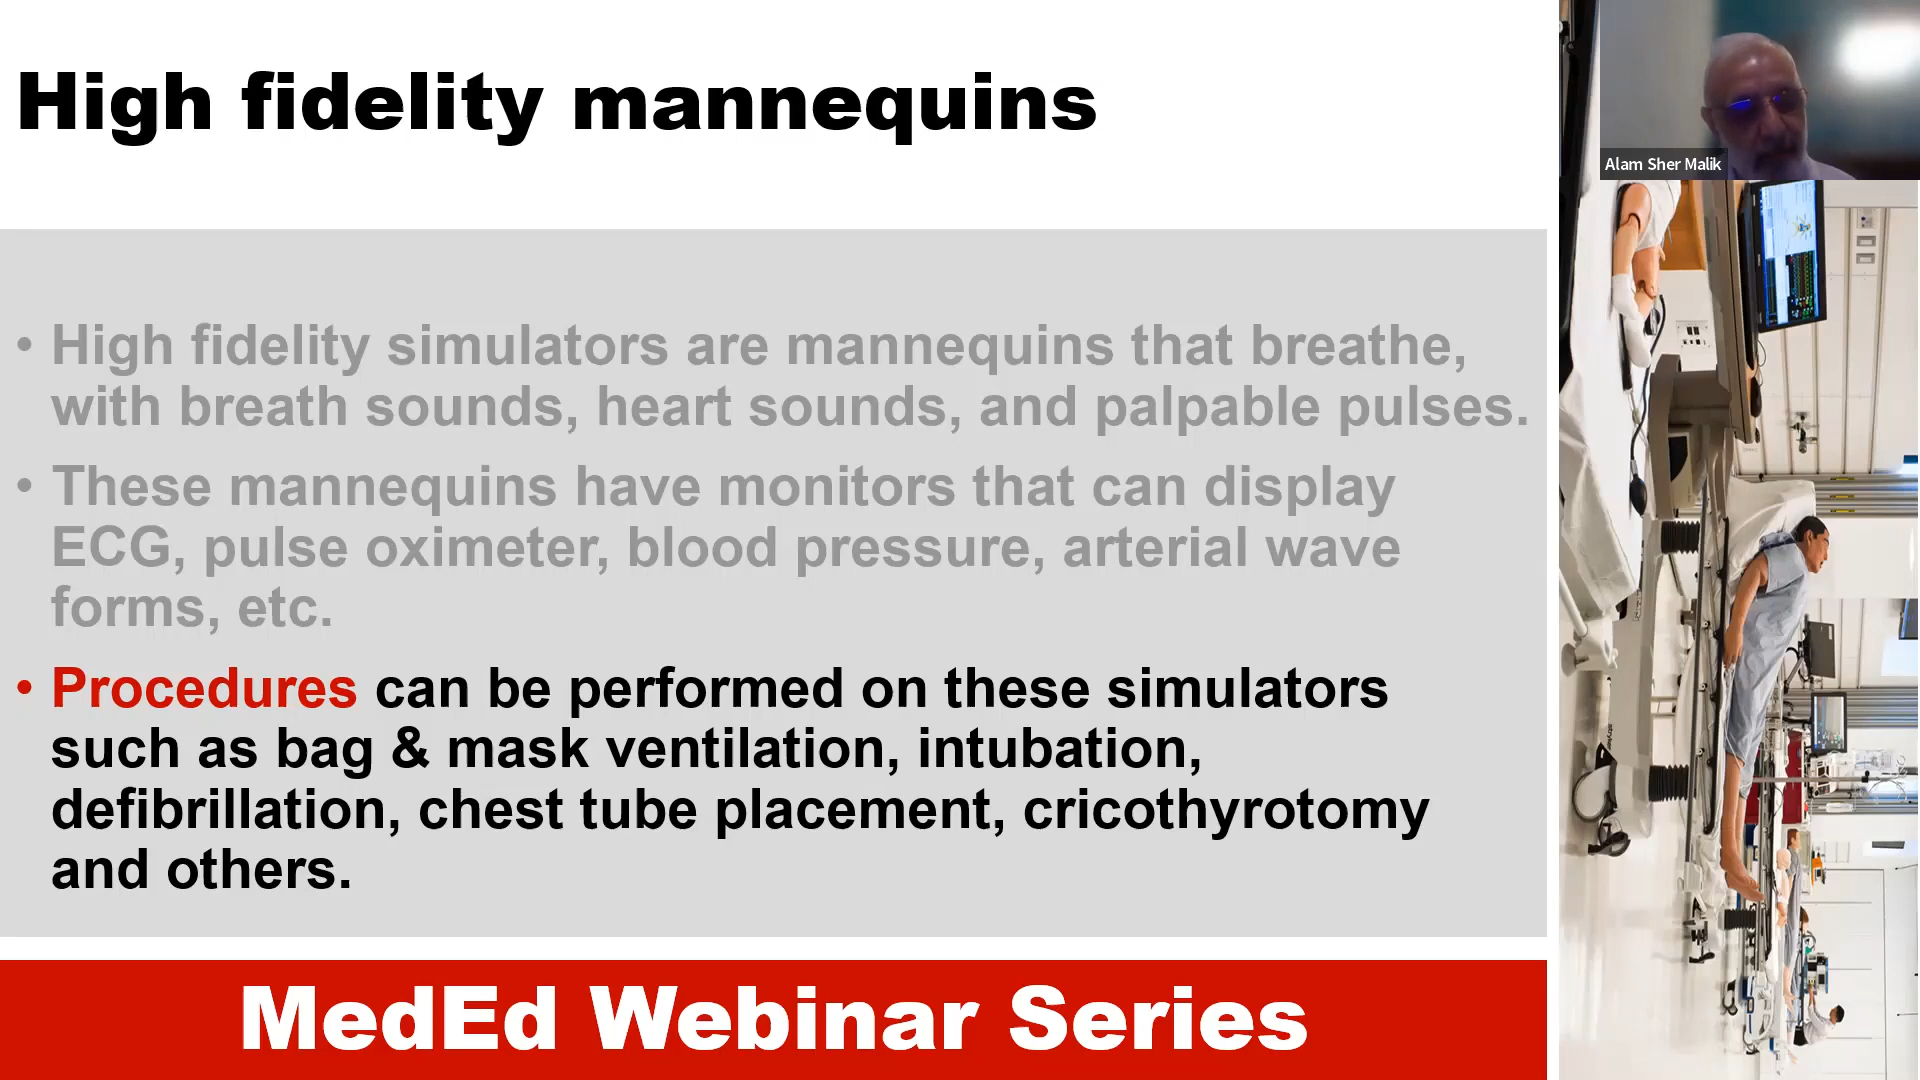 High fidelity mannequins
Alam Sher Malik
• High fidelity simulators are mannequins that breathe,
with breath sounds, heart sounds, and palpable pulses.
• These mannequins have monitors that can display
ECG, pulse oximeter, blood pressure, arterial wave
forms, etc.
• Procedures can be performed on these simulators
such as bag & mask ventilation, intubation,
defibrillation, chest tube placement, cricothyrotomy
and others.
MedEd Webinar Series